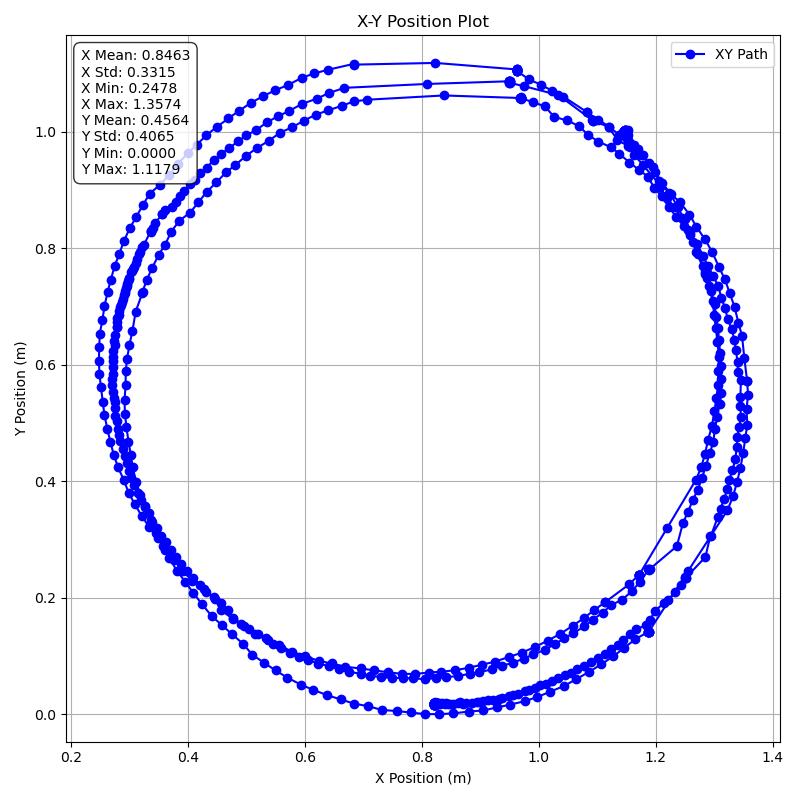 X-Y Position Plot
X Mean: 0.8463
X Std: 0.3315
X Min: 0.2478
X Max: 1.3574
Y Mean: 0.4564
Y Std: 0.4065
Y Min: 0.0000
Y Max: 1.1179
XY Path
Y Position (m)
1.0
0.8
0.6
0.4
0.2
0.0
0.2 0.4 0.6 0.8 1.0 1.2 1.4
X Position (m)